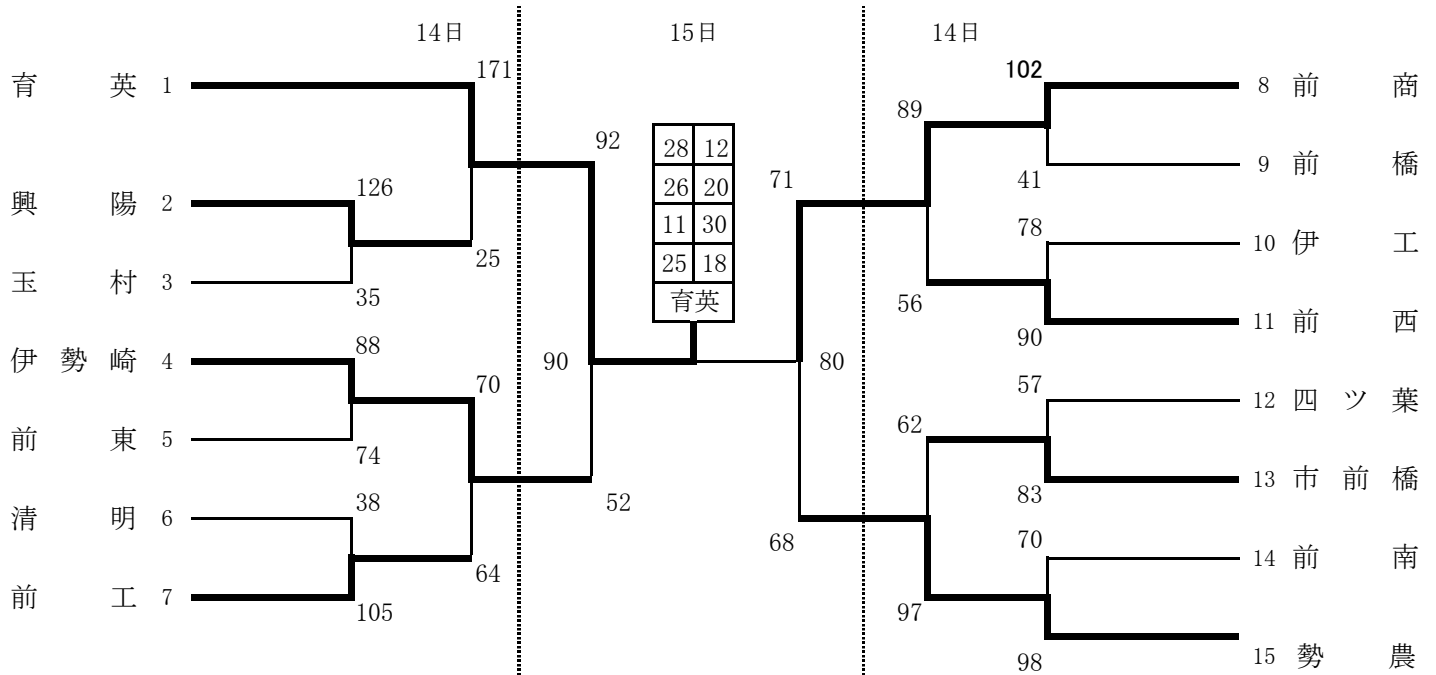 14日 15日 14日
171 102
育英 1 8 前商
89
92
28 12
9 前橋
126 26 20 71 41
興陽 2
78
11 30
10 伊工
25
25 18
玉村 3
35 育英 56
11 前西
88 90
伊勢崎 4 90 80
70 57
12 四ツ葉
62
前東 5
74
13 市前橋
38 52 83
清明 6
68 70
14 前南
64
前工 7
105 97
15 勢農
98